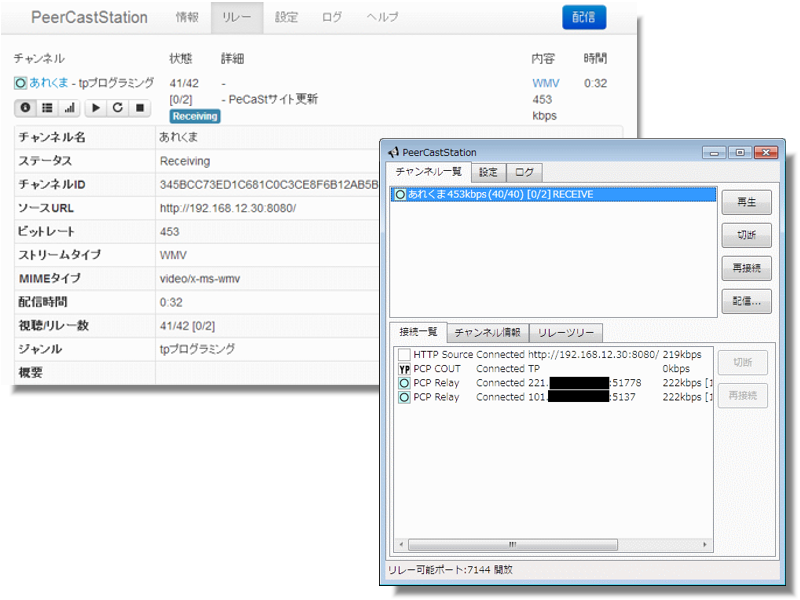 PeerCastStation 情報 リレー 設定 ログ ヘルプ 配信
チャンネル 状態 詳細 内容 時間
あれくま - tpプログラミング 41/42 - WMV 0:32
[0/2] - PeCaStサイト更新 453
Receiving kbps
チャンネル名 あれくま
ステータス Receiving
チャンネルID 345BCC73ED1C681C0C3CE8F6B12AB5B
ソースURL http://192.168.12.30:8080/
ビットレート 453
ストリームタイプ WMV
MIMEタイプ video/x-ms-wmv
配信時間 0:32
視聴/リレー数 41/42 [0/2]
ジャンル tpプログラミング
概要
PeerCastStation
チャンネル一覧 設定 ログ
あれくま 453kbps (40/40) [0/2] RECEIVE
再生
切断
再接続
配信...
接続一覧 チャンネル情報 リレーツリー
HTTP Source Connected http://192.168.12.30:8080/ 219kbps
YP PCP COUT Connected TP 0kbps
PCP Relay Connected 221. :51778 222kbps [1
PCP Relay Connected 101. :5137 222kbps [1
切断
再接続
リレー可能ポート:7144 開放